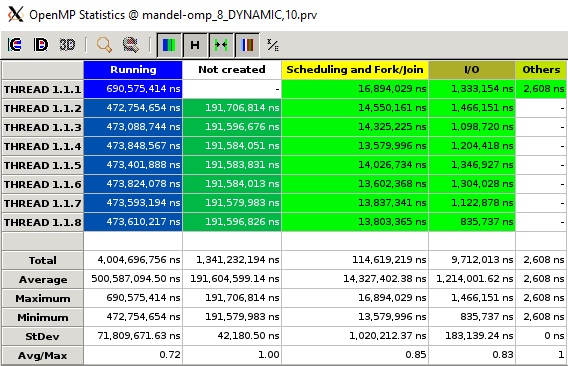 OpenMP Statistics @ mandel-omp_8_DYNAMIC,10.prv
3D
Running Not created Scheduling and Fork/Join I/O Others
THREAD 1.1.1 690,575,414 ns - 16,894,029 ns 1,333,154 ns 2,608 ns
THREAD 1.1.2 472,754,654 ns 191,706,814 ns 14,550,161 ns 1,466,151 ns -
THREAD 1.1.3 473,088,744 ns 191,596,676 ns 14,325,225 ns 1,098,720 ns -
THREAD 1.1.4 473,848,567 ns 191,584,051 ns 13,579,996 ns 1,204,418 ns -
THREAD 1.1.5 473,401,888 ns 191,583,831 ns 14,026,734 ns 1,346,927 ns -
THREAD 1.1.6 473,824,078 ns 191,584,013 ns 13,602,368 ns 1,304,028 ns -
THREAD 1.1.7 473,593,194 ns 191,579,983 ns 13,837,341 ns 1,122,878 ns -
THREAD 1.1.8 473,610,217 ns 191,596,826 ns 13,803,365 ns 835,737 ns -
Total 4,004,696,756 ns 1,341,232,194 ns 114,619,219 ns 9,712,013 ns 2,608 ns
Average 500,587,094.50 ns 191,604,599.14 ns 14,327,402.38 ns 1,214,001.62 ns 2,608 ns
Maximum 690,575,414 ns 191,706,814 ns 16,894,029 ns 1,466,151 ns 2,608 ns
Minimum 472,754,654 ns 191,579,983 ns 13,579,996 ns 835,737 ns 2,608 ns
StDev 71,809,671.63 ns 42,180.50 ns 1,020,212.37 ns 183,139.24 ns 0 ns
Avg/Max 0.72 1.00 0.85 0.83 1